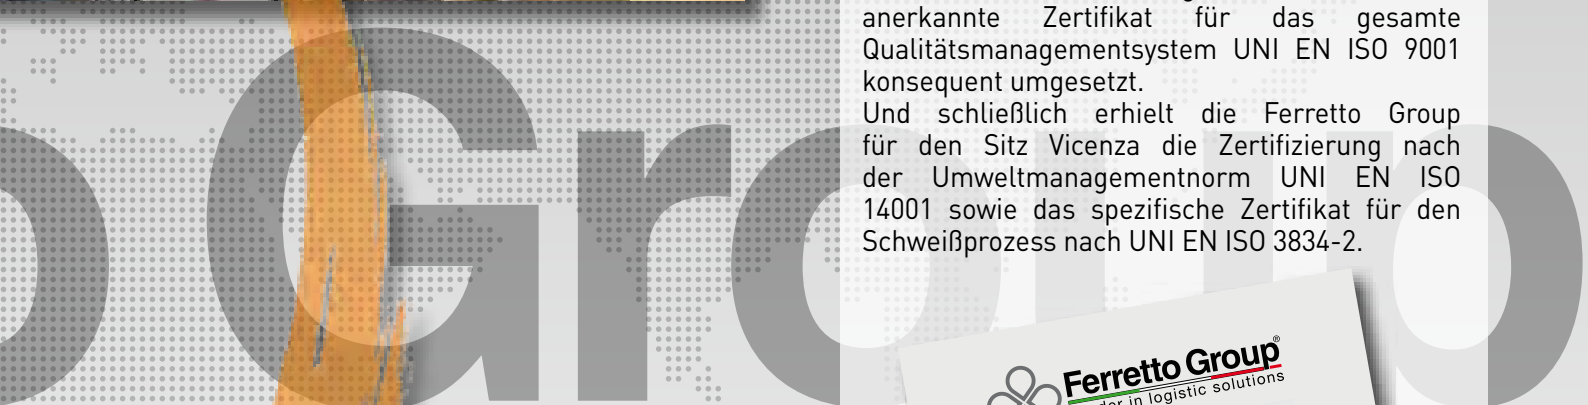 anerkannte Zertifikat für das gesamte
Qualitätsmanagementsystem UNI EN ISO 9001
konsequent umgesetzt.
Und schließlich erhielt die Ferretto Group
für den Sitz Vicenza die Zertifizierung nach
der Umweltmanagementnorm UNI EN ISO
14001 sowie das spezifische Zertifikat für den
Schweißprozess nach UNI EN ISO 3834-2.
Group
Ferretto Group®
in logistic solutions